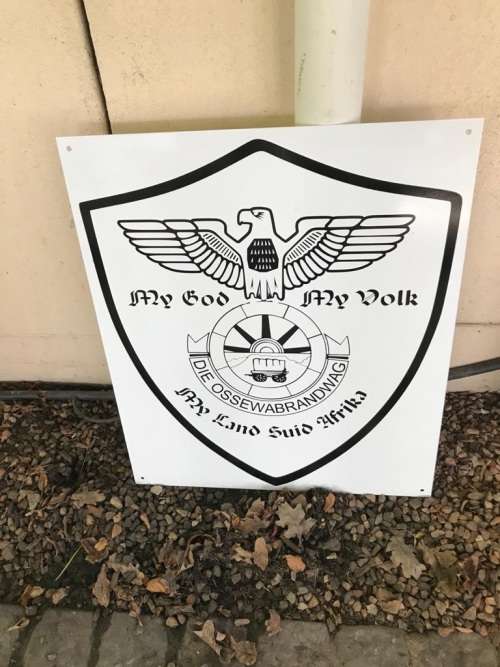 My God My Volk
DIE OSSEWABRANDWAG
My Land Suid Afrika